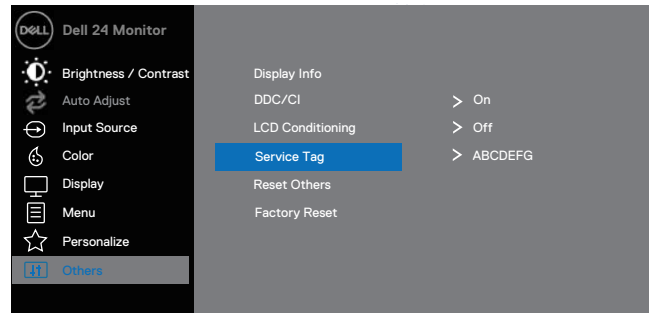 DELL Dell 24 Monitor
Brightness / Contrast
Auto Adjust
Input Source
Color
Display
Menu
Personalize
Others
Display Info
DDC/CI > On
LCD Conditioning > Off
Service Tag > ABCDEFG
Reset Others
Factory Reset